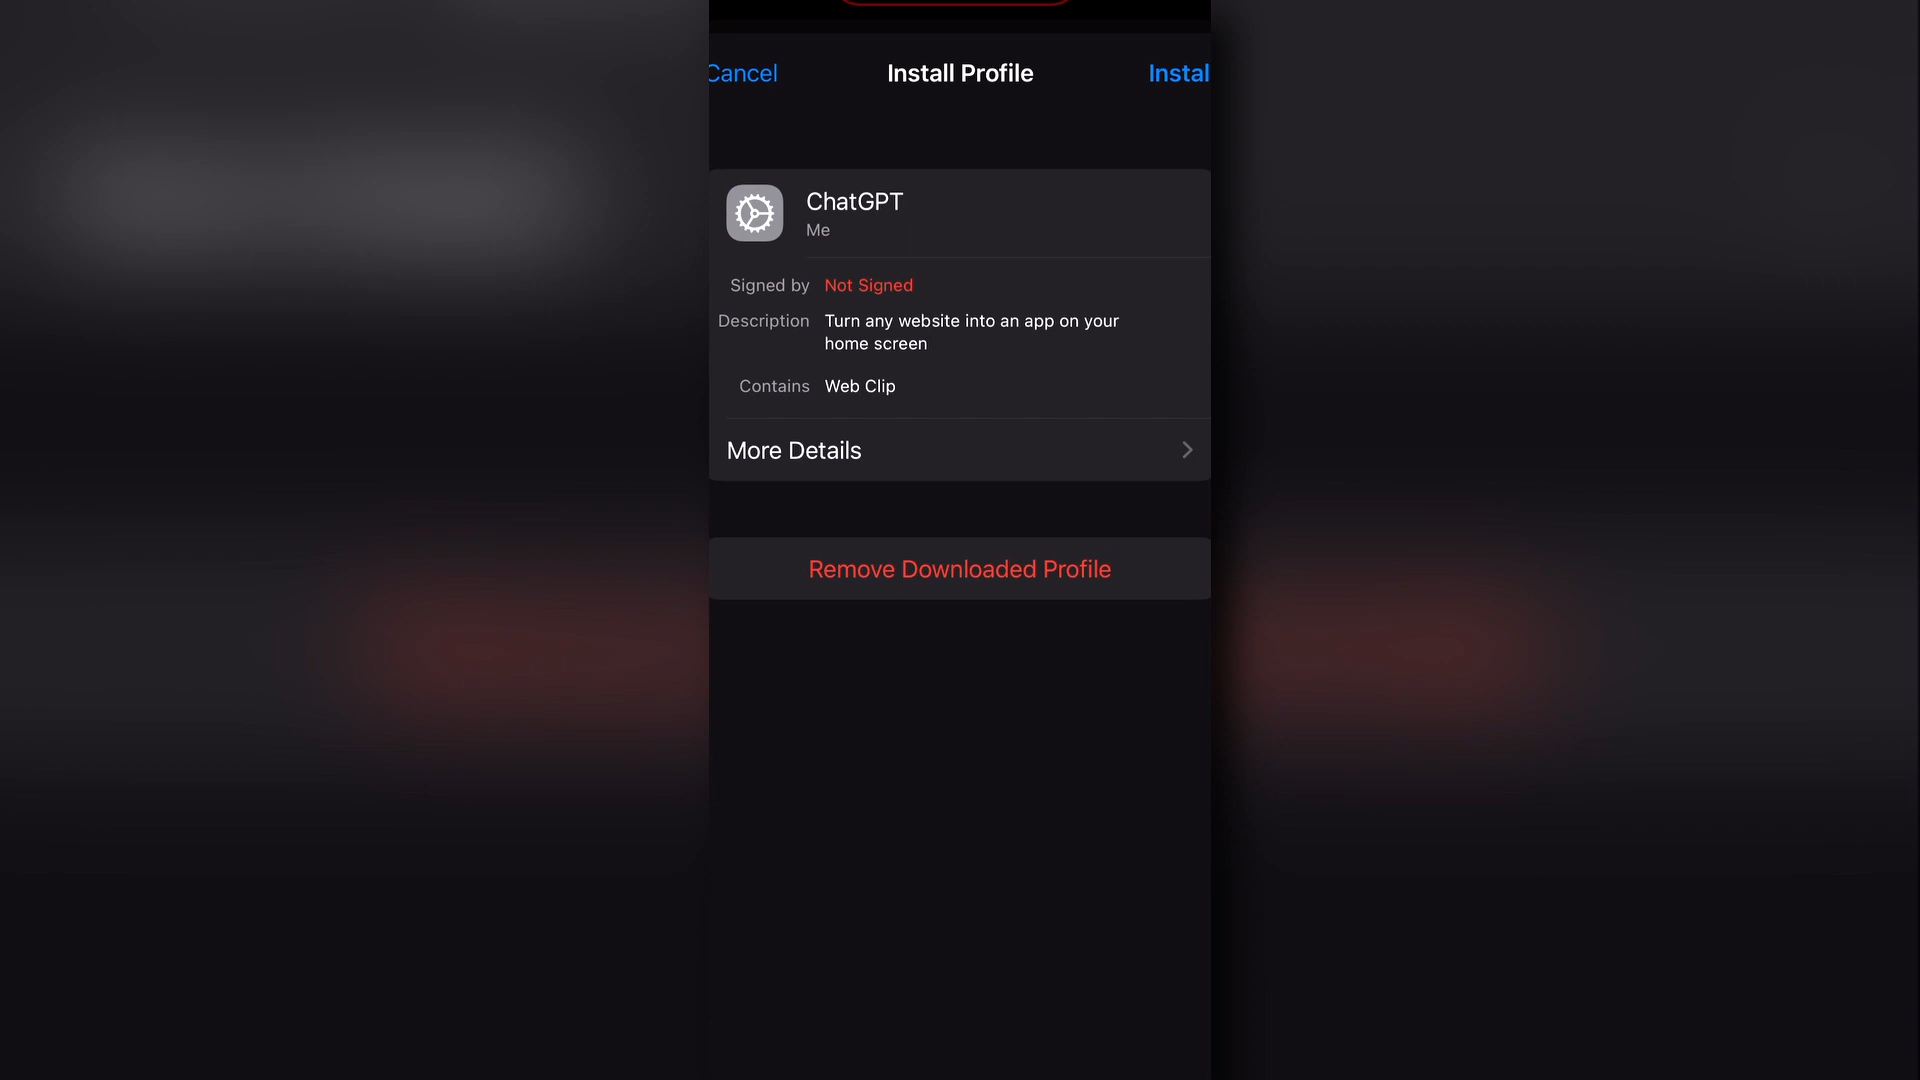 Cancel
Install Profile
Instal
ChatGPT
Me
Signed by Not Signed
Description Turn any website into an app on your
home screen
Contains Web Clip
More Details
Remove Downloaded Profile